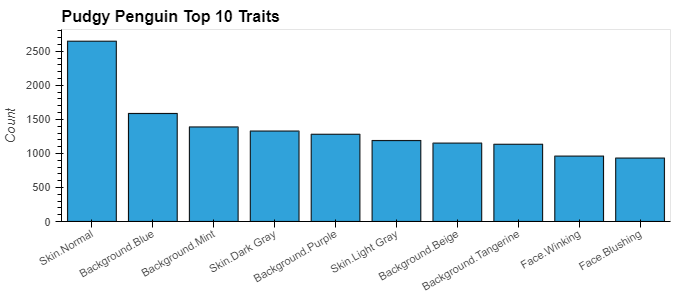 Pudgy Penguin Top 10 Traits
Count
2500
2000
1500
1000
500
0
Skin.Normal
Background.Blue
Background.Mint
Skin.Dark Gray
Background.Purple
Skin.Light Gray
Background.Beige
Background.Tangerine
Face.Winking
Face.Blushing